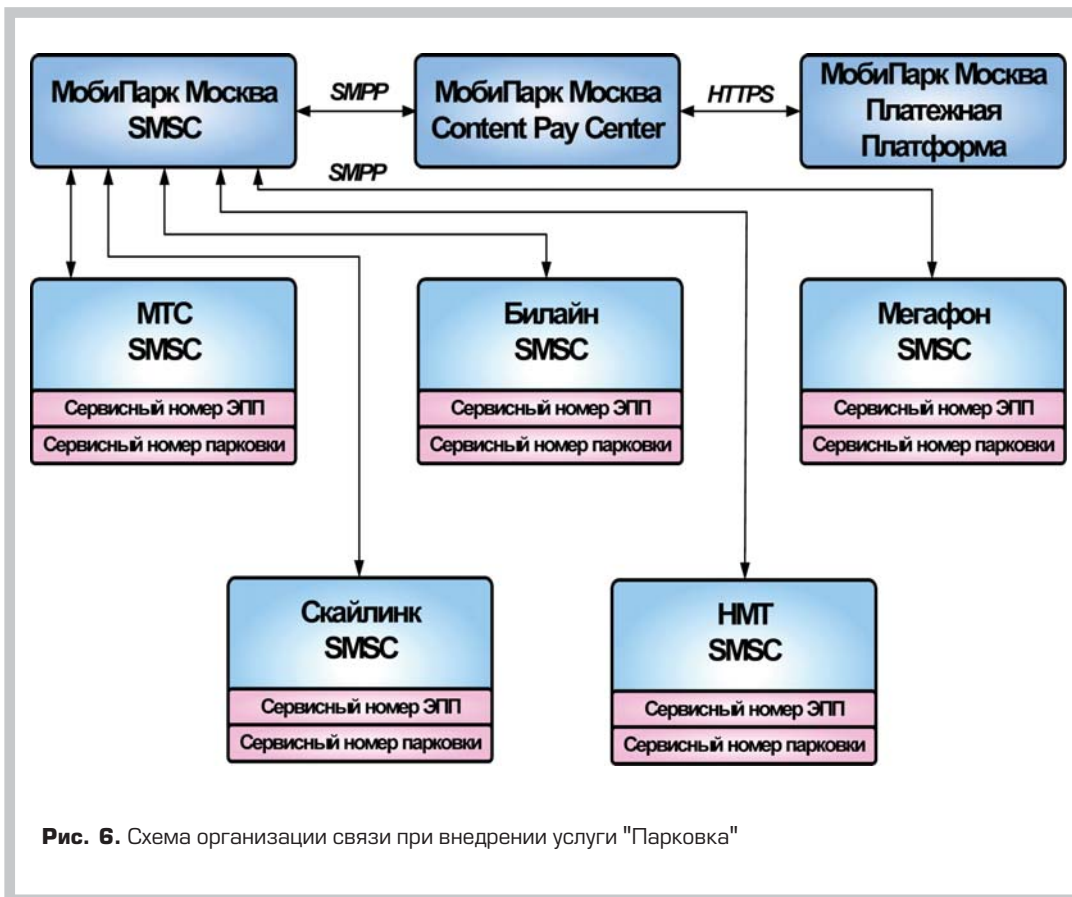 МобиПарк Москва
SMSC
SMPP
МобиПарк Москва
Content Pay Center
HTTPS
МобиПарк Москва
Платежная
Платформа
SMPP
МТС
SMSC
Сервисный номер ЭПП
Сервисный номер парковки
Билайн
SMSC
Сервисный номер ЭПП
Сервисный номер парковки
Мегафон
SMSC
Сервисный номер ЭПП
Сервисный номер парковки
Скайлинк
SMSC
Сервисный номер ЭПП
Сервисный номер парковки
НМТ
SMSC
Сервисный номер ЭПП
Сервисный номер парковки
Рис. 6. Схема организации связи при внедрении услуги "Парковка"